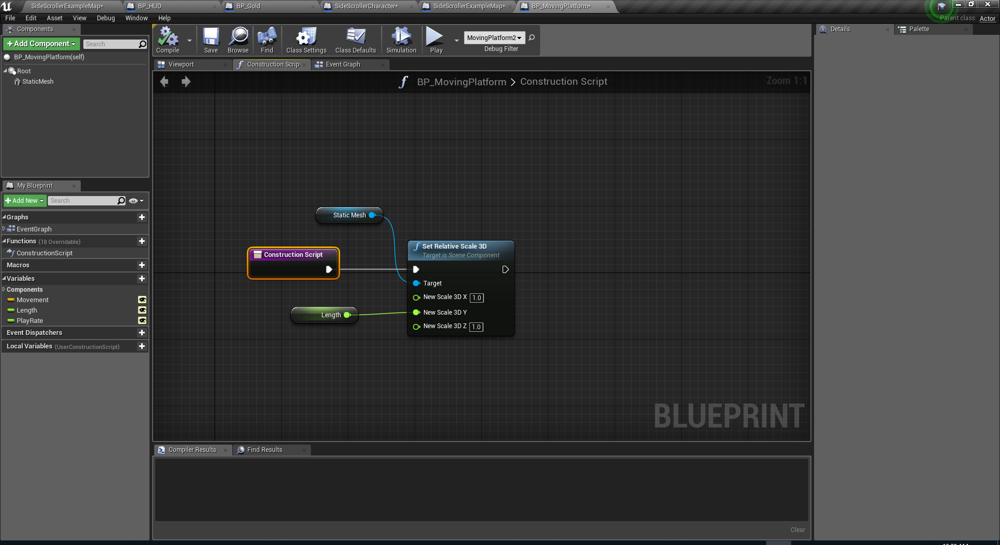 SideScrollerExampleMap*
BP_HUD
BP_Gold
SideScrollerCharacter*
SideScrollerExampleMap*
BP_MovingPlatform*
File Edit Asset View Debug Window Help
Parent class: Actor
Components
+Add Component
Search
BP_MovingPlatform(self)
Root
StaticMesh
Compile
Save
Browse
Find
Class Settings
Class Defaults
Simulation
Play
MovingPlatform2
Debug Filter
Details
Palette
Viewport
Construction Scrip
Event Graph
BP_MovingPlatform > Construction Script
Zoom 1:1
My Blueprint
+Add New
Search
Graphs
EventGraph
Functions (18 Overridable)
ConstructionScript
Macros
Variables
Components
Movement
Length
PlayRate
Event Dispatchers
Local Variables (UserConstructionScript)
Static Mesh
Construction Script
Length
Set Relative Scale 3D
Target is Scene Component
Target
New Scale 3D X 1.0
New Scale 3D Y
New Scale 3D Z 1.0
BLUEPRINT
Compiler Results
Find Results
Clear